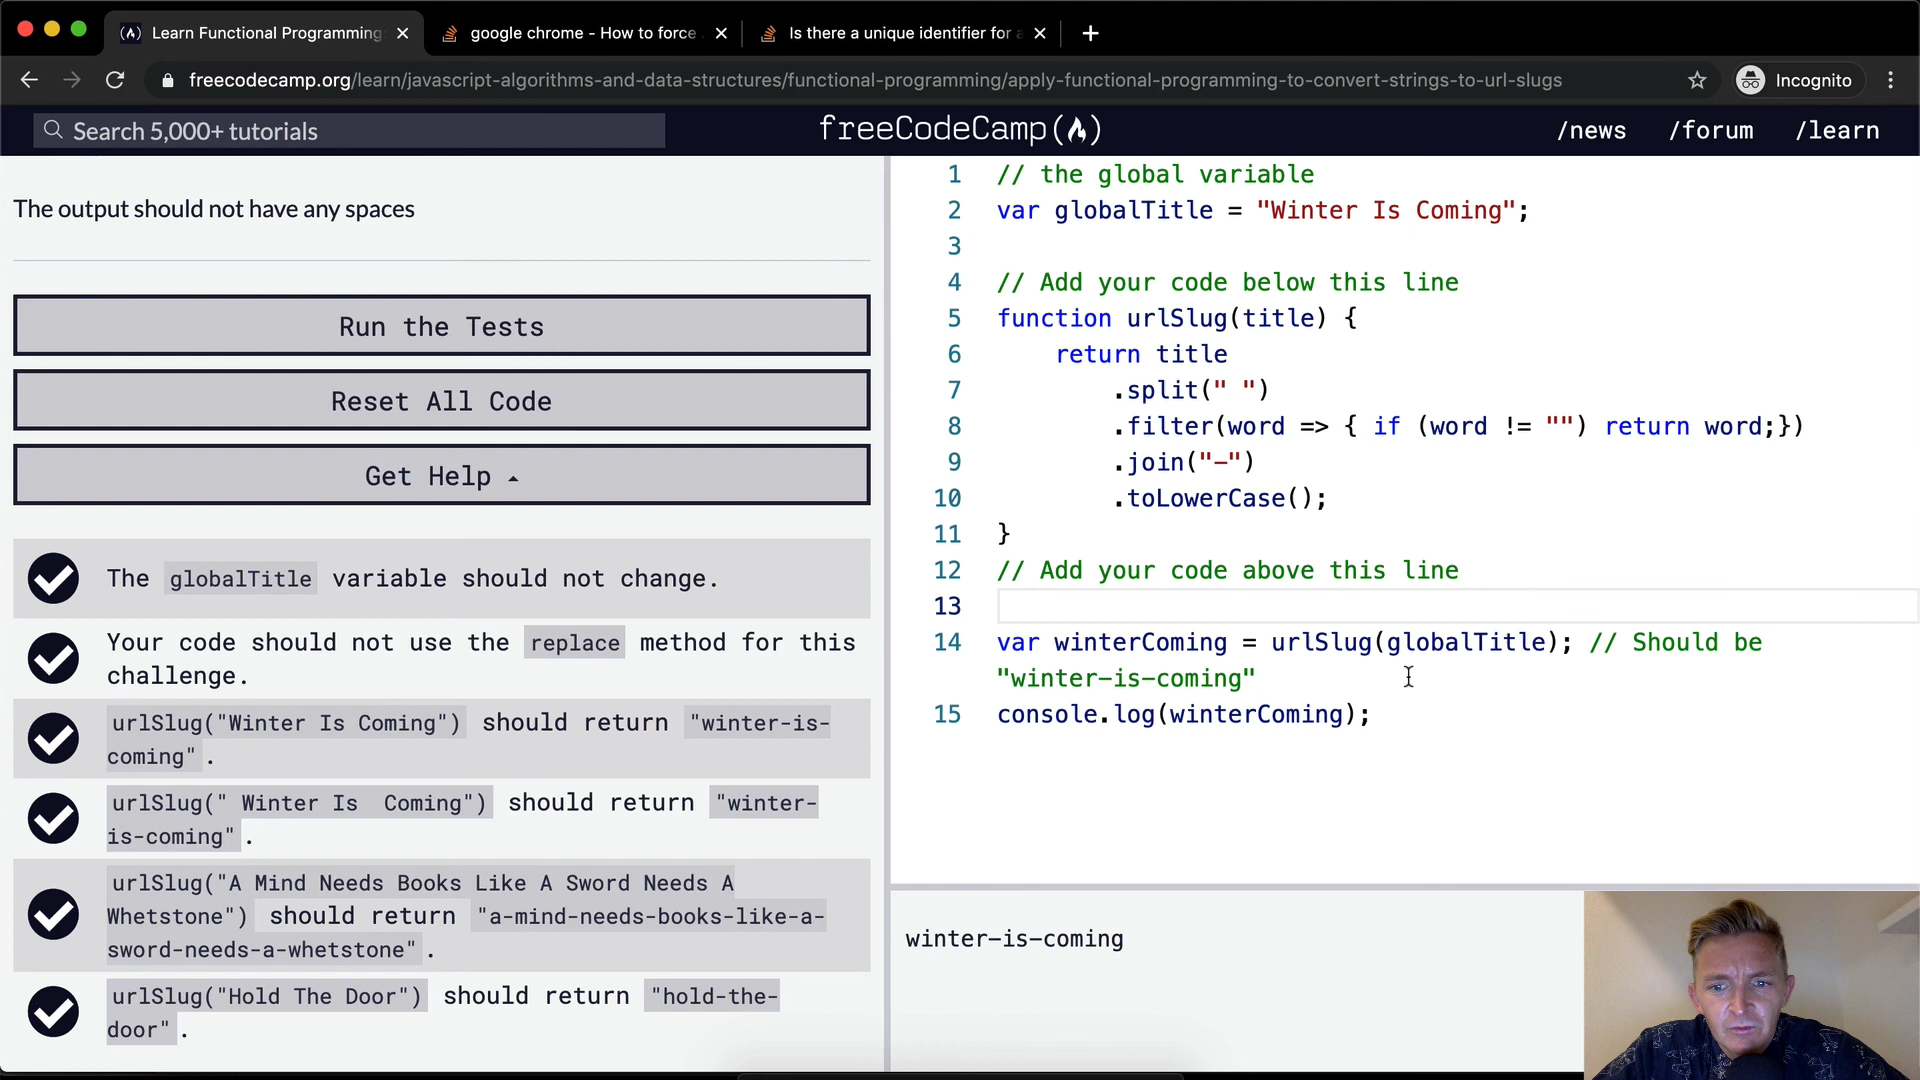 Learn Functional Programming
google chrome - How to force
Is there a unique identifier for a
freecodecamp.org/learn/javascript-algorithms-and-data-structures/functional-programming/apply-functional-programming-to-convert-strings-to-url-slugs
Incognito
Search 5,000+ tutorials
freeCodeCamp
/news /forum /learn
The output should not have any spaces
Run the Tests
Reset All Code
Get Help
The globalTitle variable should not change.
Your code should not use the replace method for this
challenge.
urlSlug("Winter Is Coming") should return "winter-is-
coming".
urlSlug(" Winter Is  Coming") should return "winter-
is-coming".
urlSlug("A Mind Needs Books Like A Sword Needs A
Whetstone") should return "a-mind-needs-books-like-a-
sword-needs-a-whetstone".
urlSlug("Hold The Door") should return "hold-the-
door".
1 // the global variable
2 var globalTitle = "Winter Is Coming";
3
4 // Add your code below this line
5 function urlSlug(title) {
6 return title
7 .split(" ")
8 .filter(word => { if (word != "") return word;})
9 .join("-")
10 .toLowerCase();
11 }
12 // Add your code above this line
13
14 var winterComing = urlSlug(globalTitle); // Should be
"winter-is-coming"
15 console.log(winterComing);
winter-is-coming